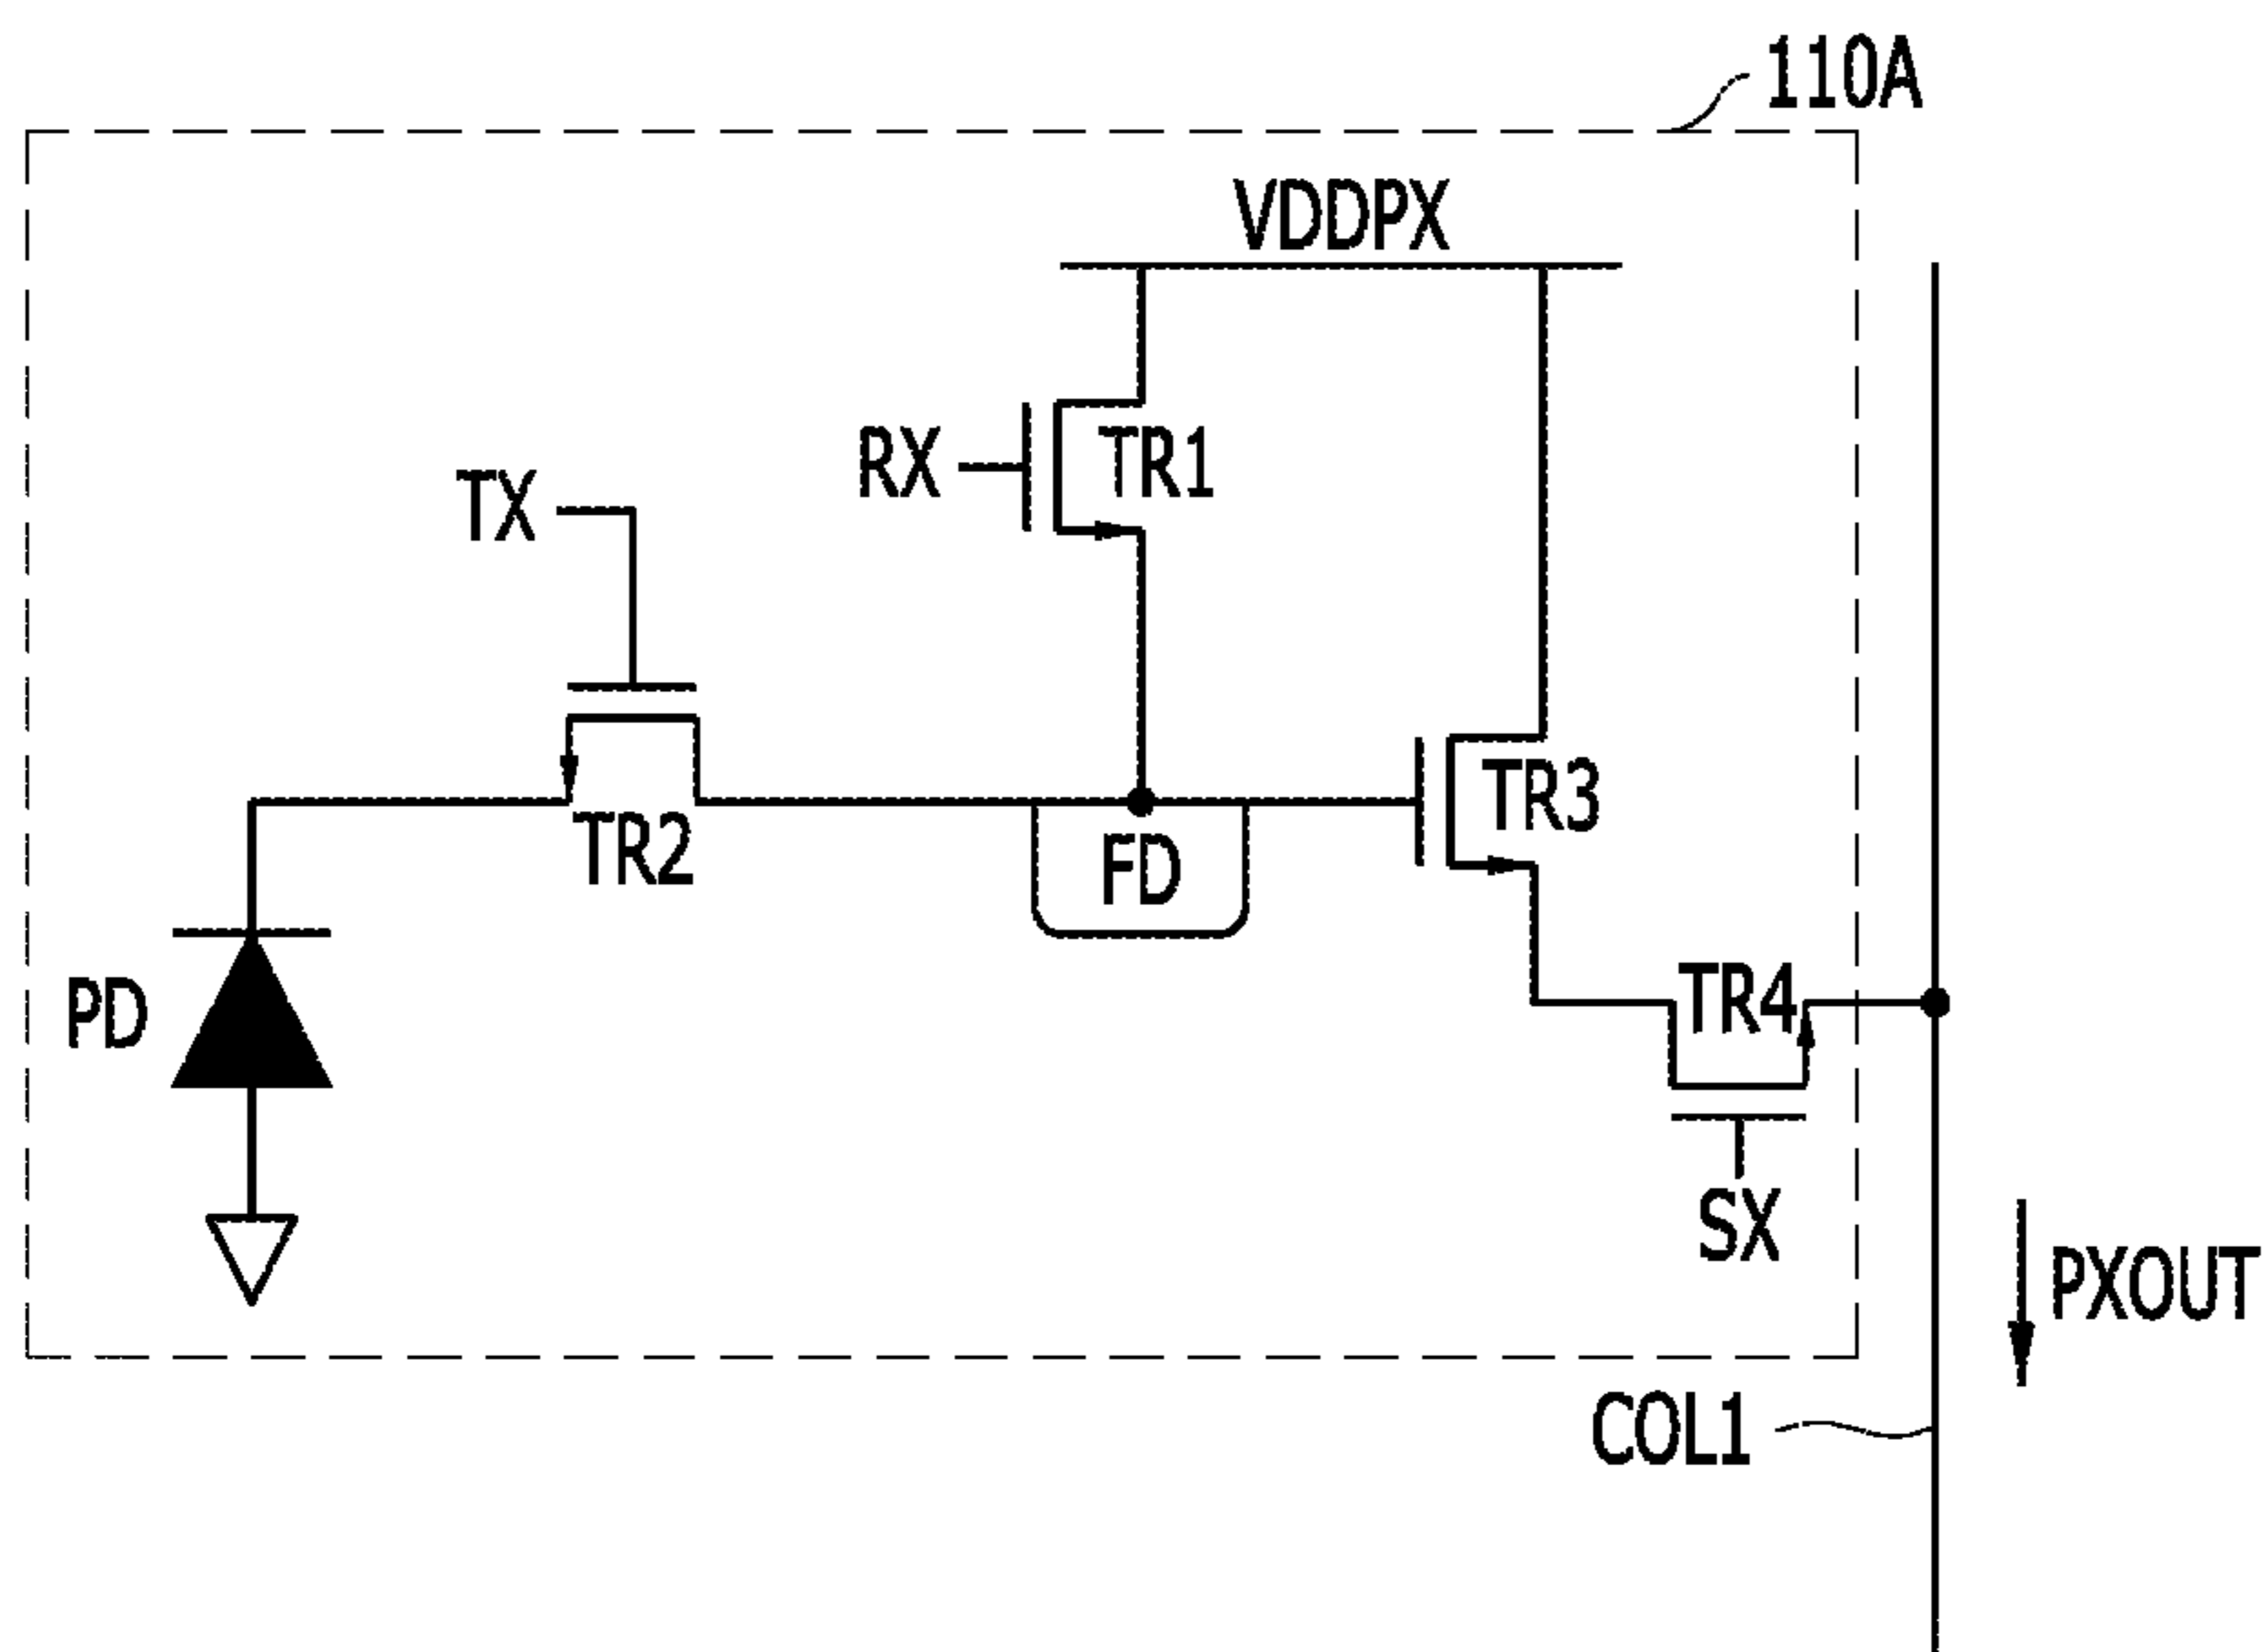 110A
VDDPX
RX
TR1
TX
TR3
TR2
FD
TR4
PD
SX
PXOUT
COL1